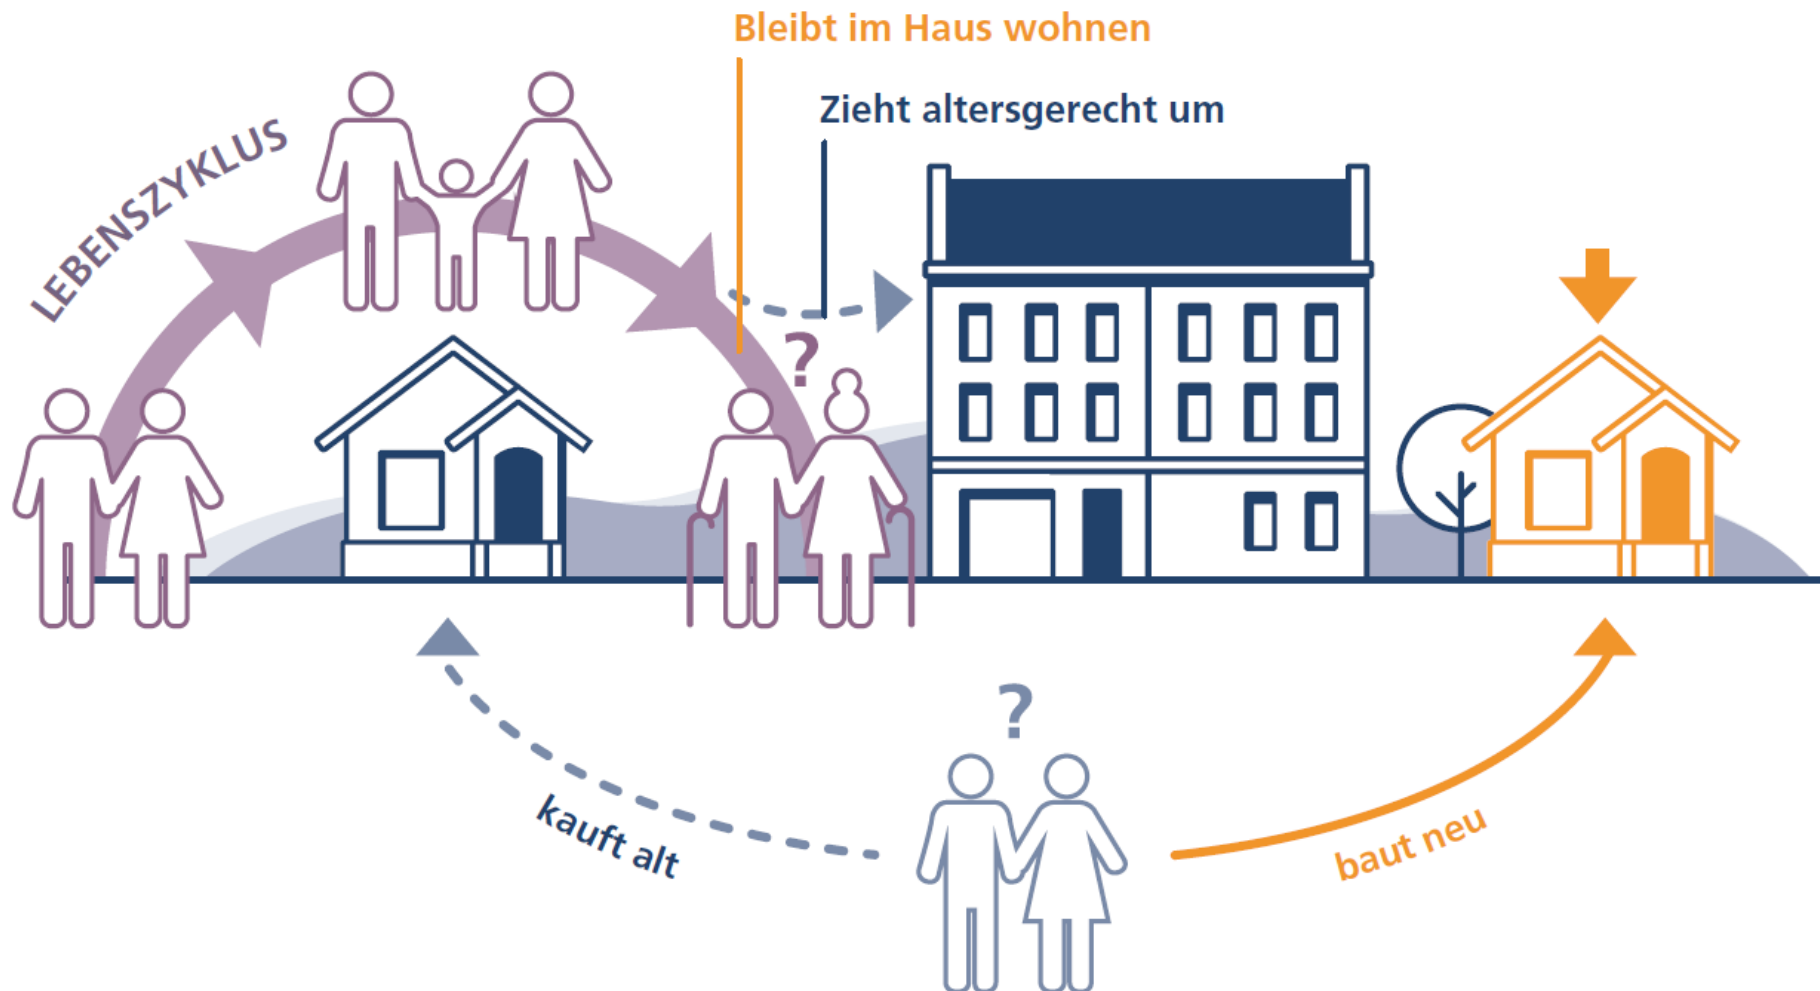 Bleibt im Haus wohnen
Zieht altersgerecht um
LEBENSZYKLUS
?
?
kauft alt
baut neu